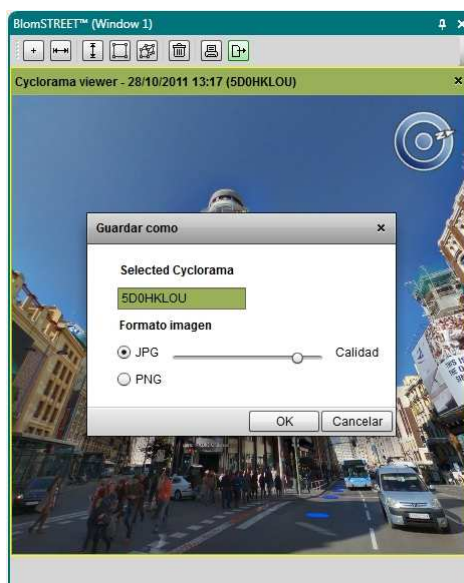 BlomSTREET™ (Window 1)
Cyclorama viewer - 28/10/2011 13:17 (5D0HKLOU)
Guardar como
Selected Cyclorama
5D0HKLOU
Formato imagen
JPG
Calidad
PNG
OK
Cancelar